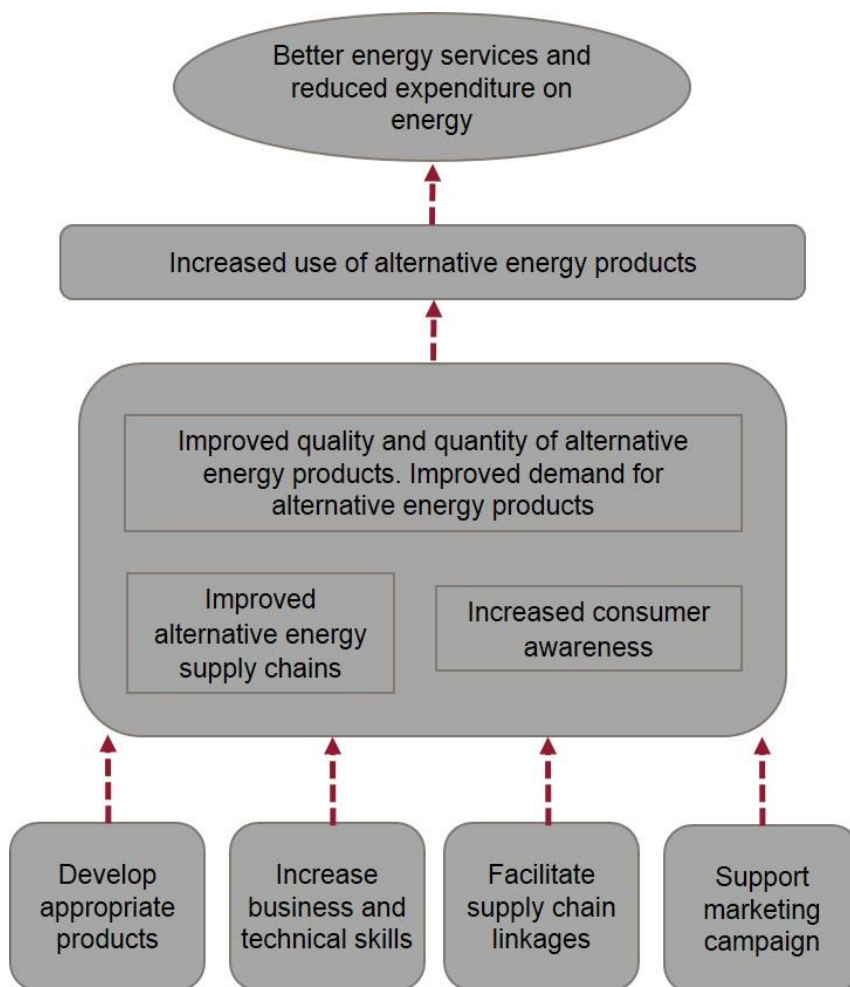 Better energy services and
reduced expenditure on
energy
Increased use of alternative energy products
Improved quality and quantity of alternative
energy products. Improved demand for
alternative energy products
Improved
alternative energy
supply chains
Increased consumer
awareness
Develop
appropriate
products
Increase
business and
technical skills
Facilitate
supply chain
linkages
Support
marketing
campaign